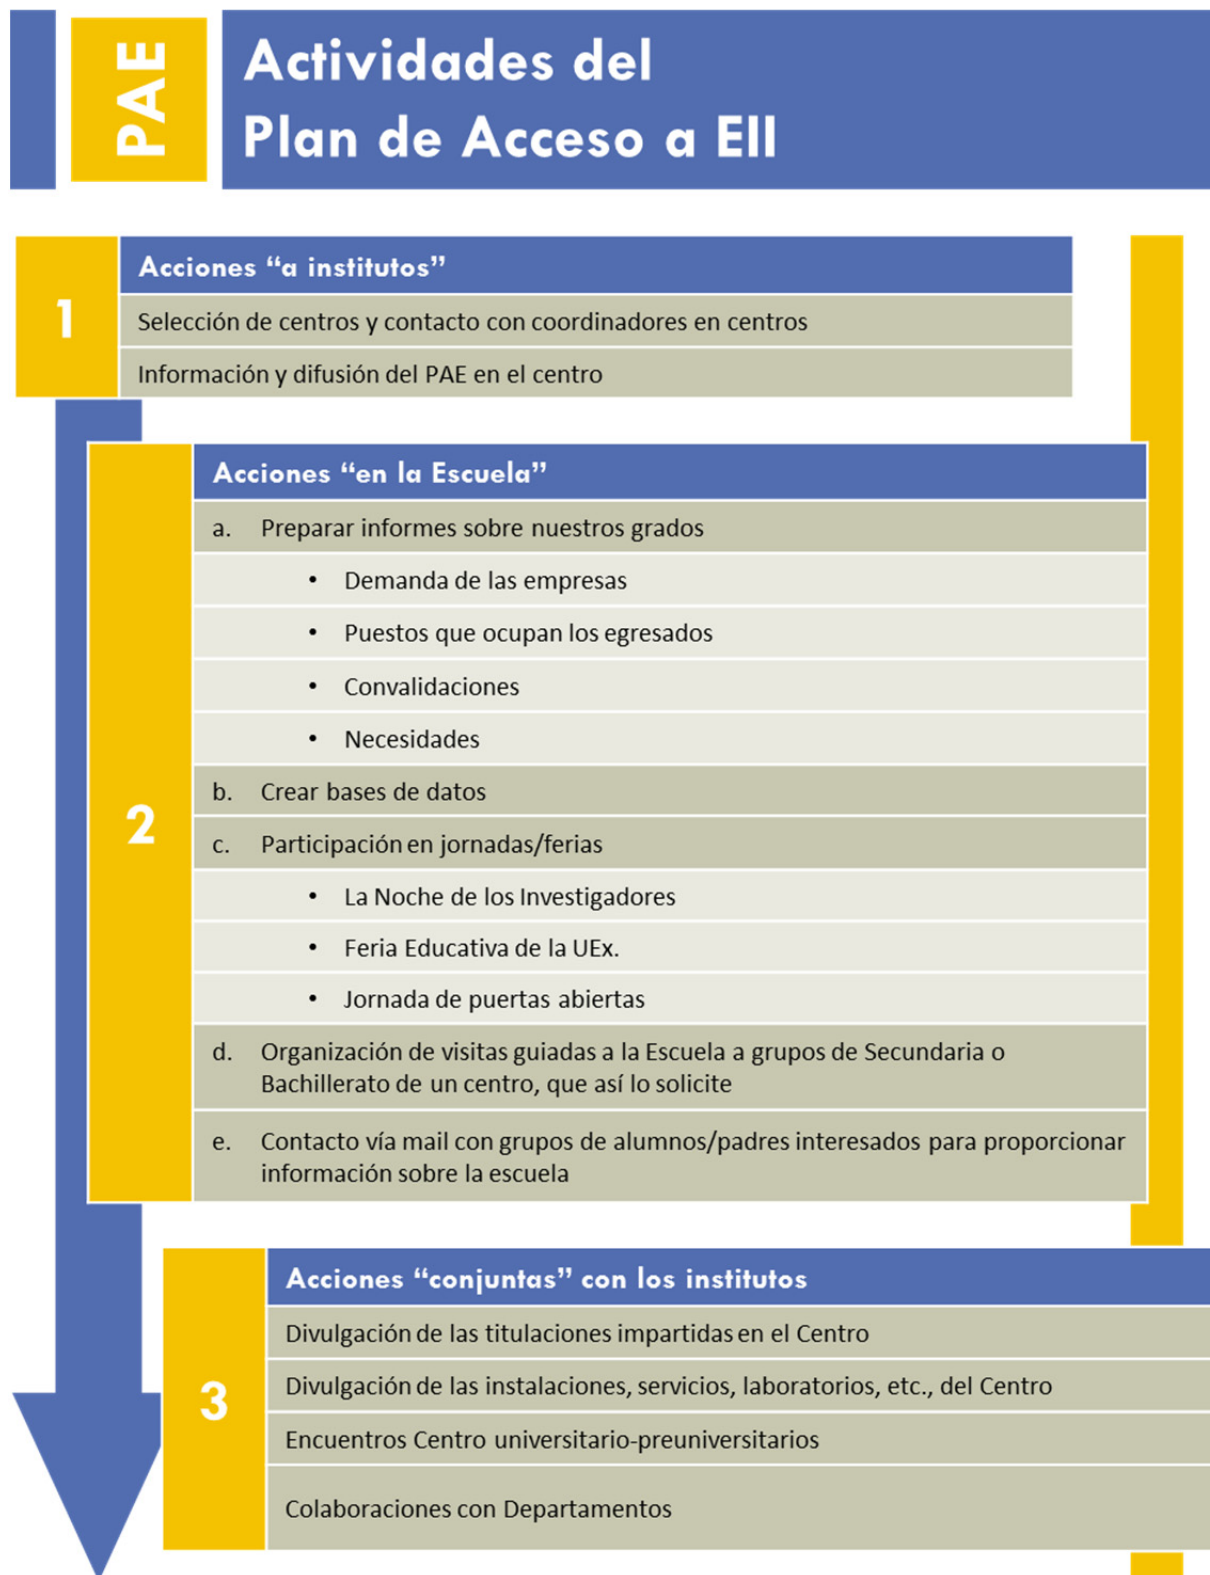 PAE
Actividades del
Plan de Acceso a EII
1
Acciones “a institutos”
Selección de centros y contacto con coordinadores en centros
Información y difusión del PAE en el centro
2
Acciones “en la Escuela”
a. Preparar informes sobre nuestros grados
• Demanda de las empresas
• Puestos que ocupan los egresados
• Convalidaciones
• Necesidades
b. Crear bases de datos
c. Participación en jornadas/ferias
• La Noche de los Investigadores
• Feria Educativa de la UEx.
• Jornada de puertas abiertas
d. Organización de visitas guiadas a la Escuela a grupos de Secundaria o
Bachillerato de un centro, que así lo solicite
e. Contacto vía mail con grupos de alumnos/padres interesados para proporcionar
información sobre la escuela
3
Acciones “conjuntas” con los institutos
Divulgación de las titulaciones impartidas en el Centro
Divulgación de las instalaciones, servicios, laboratorios, etc., del Centro
Encuentros Centro universitario-preuniversitarios
Colaboraciones con Departamentos